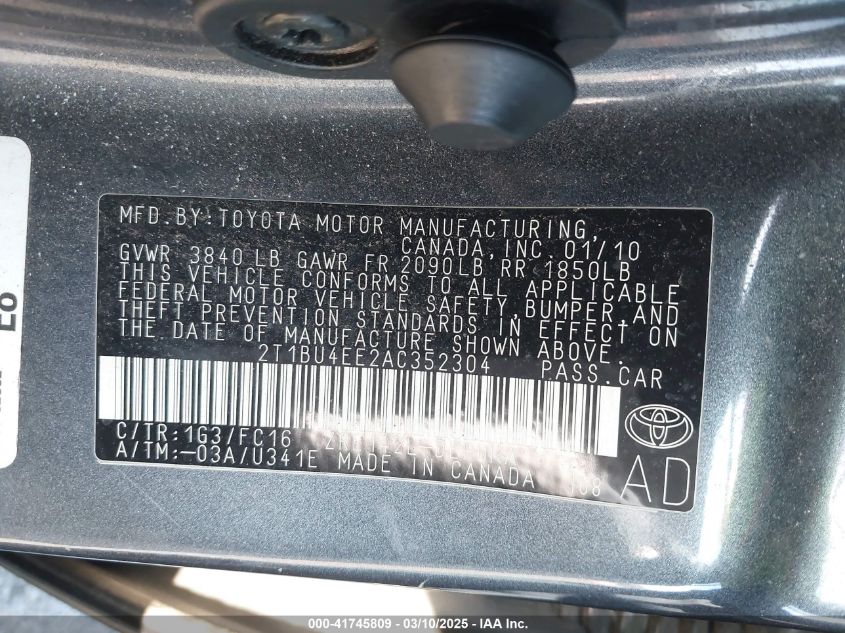 MFD.BY:TOYOTA MOTOR MANUFACTURING,
CANADA, INC. 01/10
GVWR 3840LB GAWR FR 2090LB RR 1850LB
THIS VEHICLE CONFORMS TO ALL APPLICABLE
FEDERAL MOTOR VEHICLE SAFETY, BUMPER, AND
THEFT PREVENTION STANDARDS IN EFFECT ON
THE DATE OF MANUFACTURE SHOWN ABOVE.
2T1BU4EE2AC352304 PASS.CAR
C/TR:1G3/FC16
A/TM:-03A/U341E MADE IN CANADA
AD
000-41745809 - 03/10/2025 - IAA Inc.